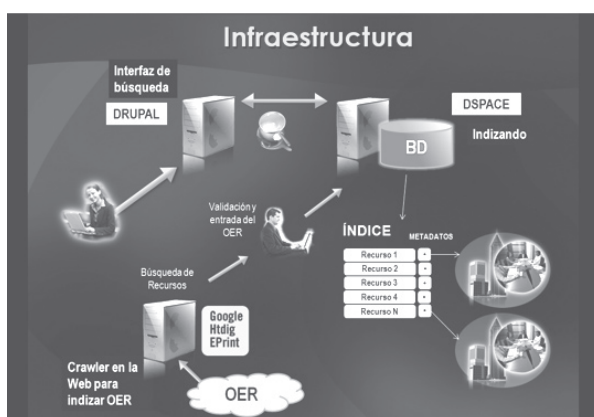 Infraestructura
Interfaz de
búsqueda
DRUPAL
DSPACE
Indizando
BD
Validación y
entrada del
OER
ÍNDICE
METADATOS
Recurso 1
Recurso 2
Recurso 3
Recurso 4
Recurso N
Búsqueda de
Recursos
Google
Htdig
EPrint
Crawler en la
Web para
indizar OER
OER